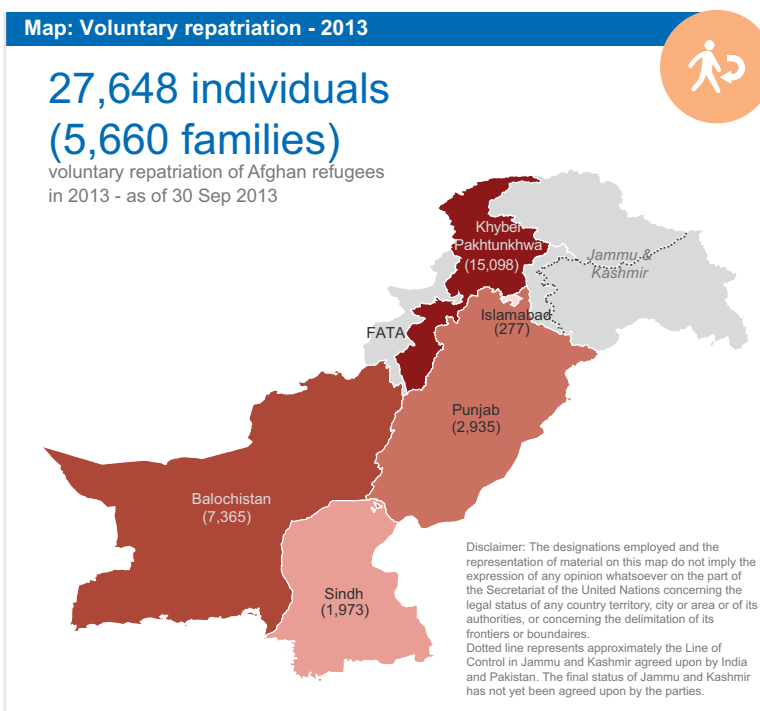 Map: Voluntary repatriation - 2013
27,648 individuals
(5,660 families)
voluntary repatriation of Afghan refugees
in 2013 - as of 30 Sep 2013
Khyber
Pakhtunkhwa
(15,098)
Jammu &
Kashmir
Islamabad
(277)
FATA
Punjab
(2,935)
Balochistan
(7,365)
Sindh
(1,973)
Disclaimer: The designations employed and the
representation of material on this map do not imply the
expression of any opinion whatsoever on the part of
the Secretariat of the United Nations concerning the
legal status of any country territory, city or area or of its
authorities, or concerning the delimitation of its
frontiers or boundaires.
Dotted line represents approximately the Line of
Control in Jammu and Kashmir agreed upon by India
and Pakistan. The final status of Jammu and Kashmir
has not yet been agreed upon by the parties.